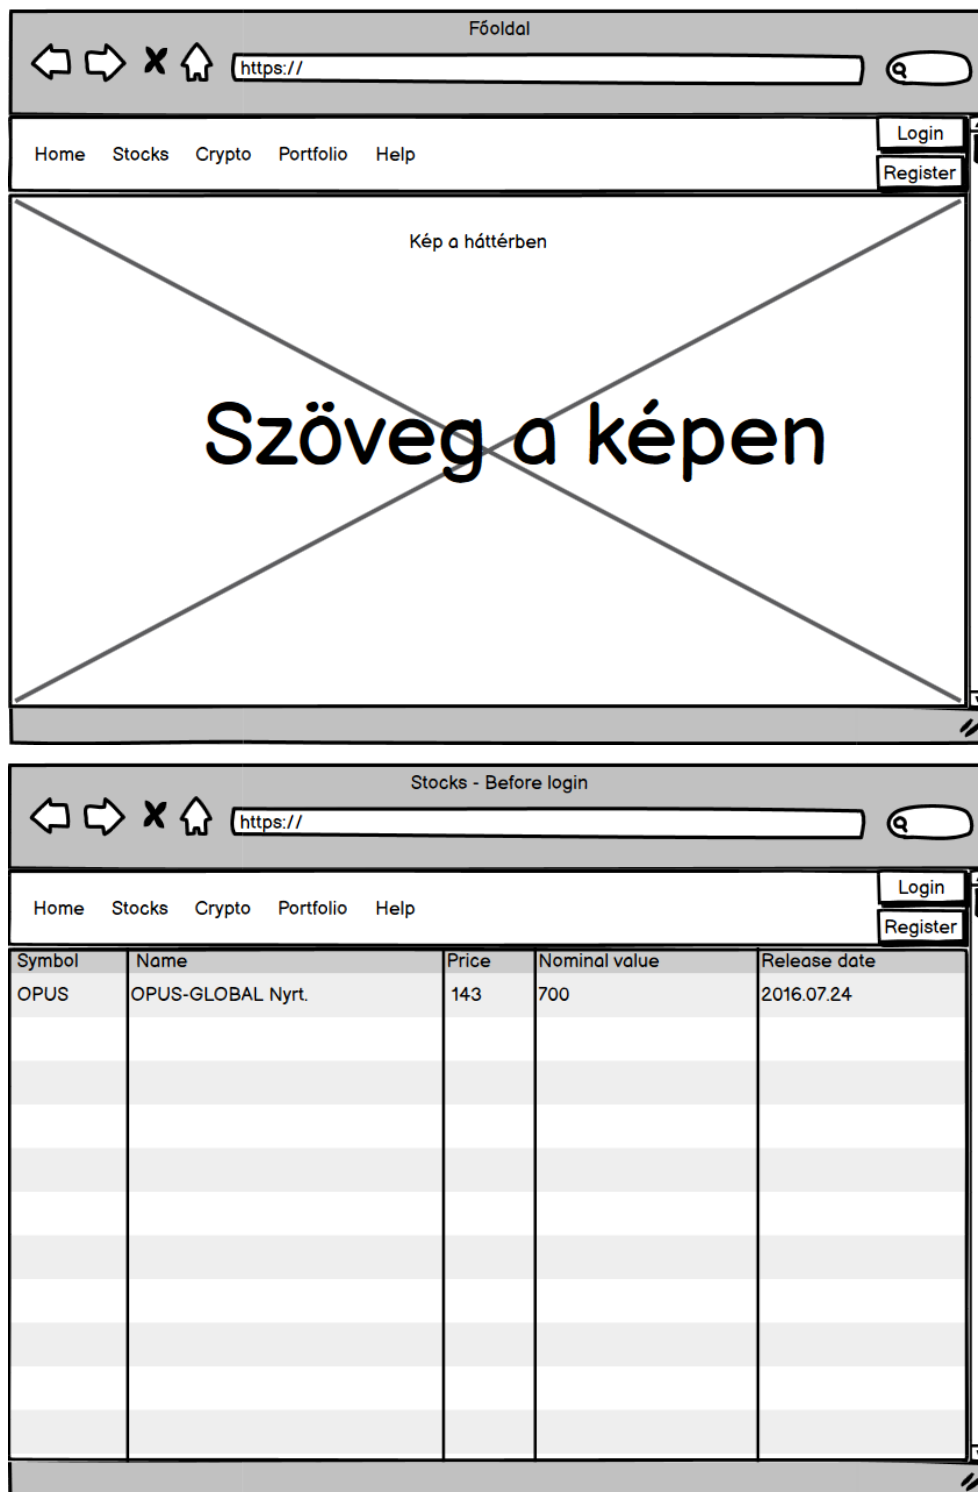 Főoldal
https://
Home Stocks Crypto Portfolio Help
Login
Register
Kép a háttérben
Szöveg a képen
Stocks - Before login
https://
Home Stocks Crypto Portfolio Help
Login
Register
Symbol Name Price Nominal value Release date
OPUS OPUS-GLOBAL Nyrt. 143 700 2016.07.24